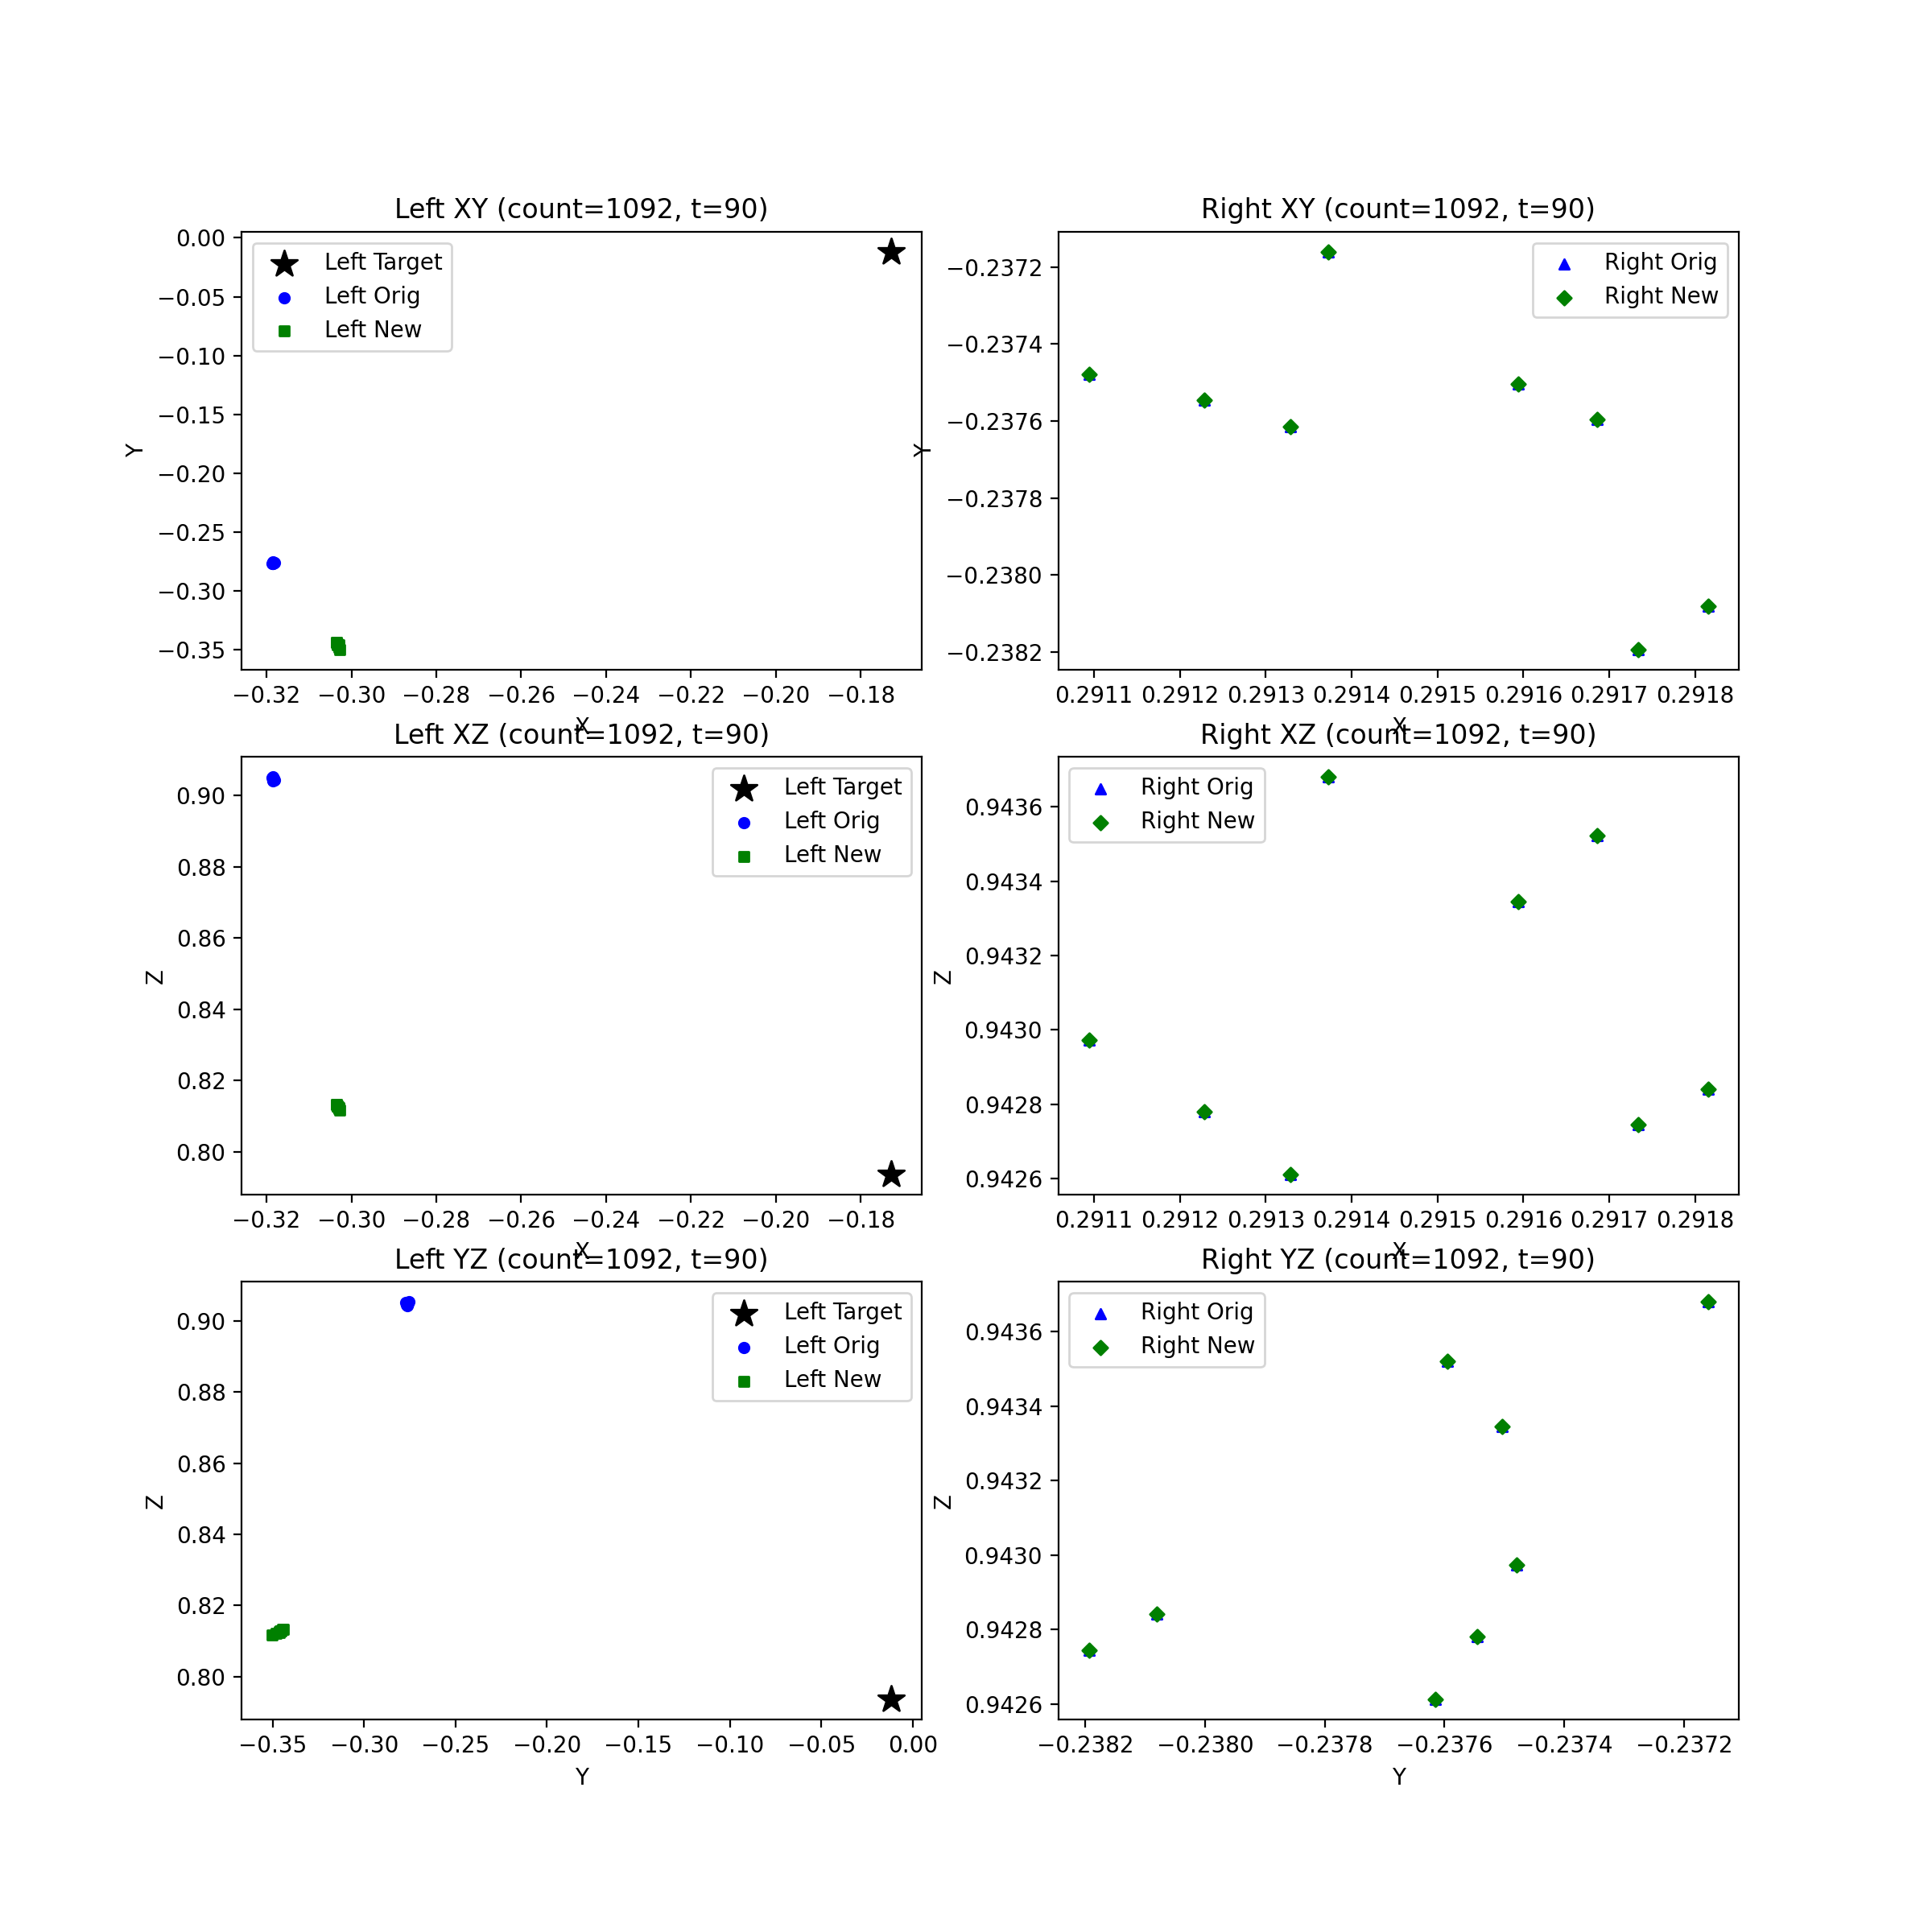 Left XY (count=1092, t=90)
0.00
−0.05
−0.10
−0.15
−0.20
−0.25
−0.30
−0.35
Y
Left Target
Left Orig
Left New
−0.32 −0.30 −0.28 −0.26 −0.24 −0.22 −0.20 −0.18
X
Right XY (count=1092, t=90)
−0.2372
−0.2374
−0.2376
−0.2378
−0.2380
−0.2382
Y
Right Orig
Right New
0.2911 0.2912 0.2913 0.2914 0.2915 0.2916 0.2917 0.2918
X
Left XZ (count=1092, t=90)
0.90
0.88
0.86
0.84
0.82
0.80
Z
Left Target
Left Orig
Left New
−0.32 −0.30 −0.28 −0.26 −0.24 −0.22 −0.20 −0.18
X
Right XZ (count=1092, t=90)
0.9436
0.9434
0.9432
0.9430
0.9428
0.9426
Z
Right Orig
Right New
0.2911 0.2912 0.2913 0.2914 0.2915 0.2916 0.2917 0.2918
X
Left YZ (count=1092, t=90)
0.90
0.88
0.86
0.84
0.82
0.80
Z
Left Target
Left Orig
Left New
−0.35 −0.30 −0.25 −0.20 −0.15 −0.10 −0.05 0.00
Y
Right YZ (count=1092, t=90)
0.9436
0.9434
0.9432
0.9430
0.9428
0.9426
Z
Right Orig
Right New
−0.2382 −0.2380 −0.2378 −0.2376 −0.2374 −0.2372
Y